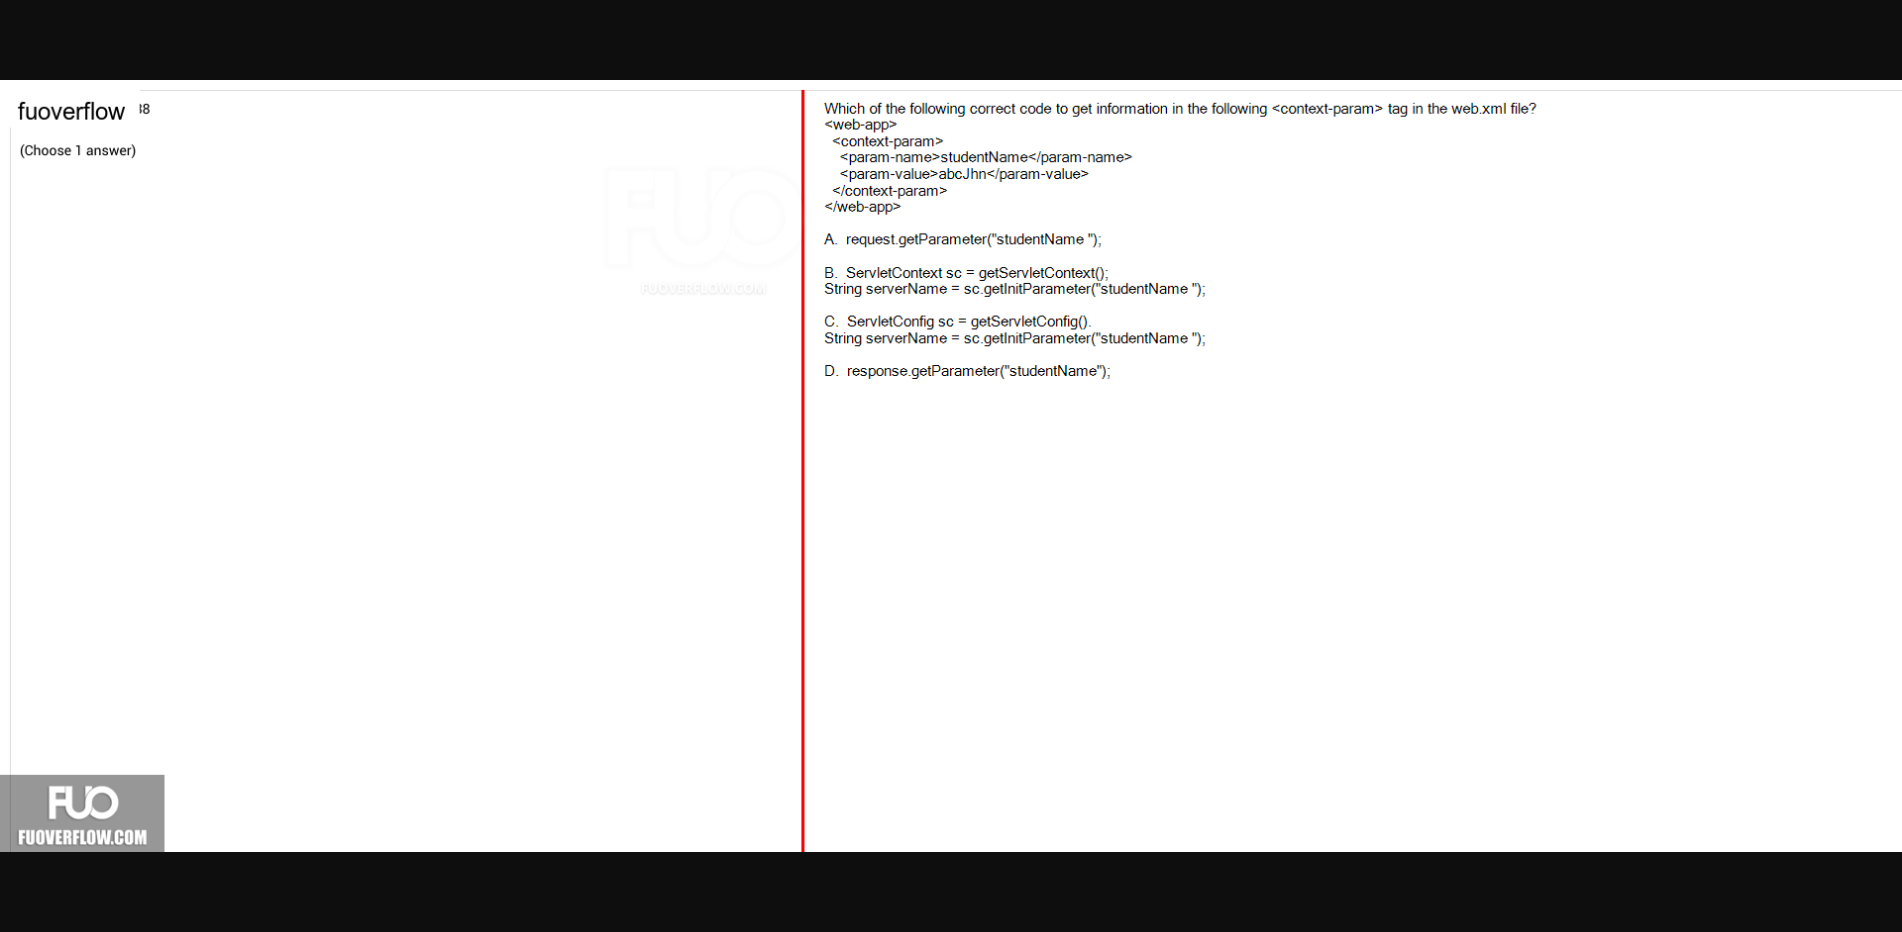 fuoverflow
38
(Choose 1 answer)
FUO
FUOVERFLOW.COM
Which of the following correct code to get information in the following <context-param> tag in the web.xml file?
<web-app>
<context-param>
<param-name>studentName</param-name>
<param-value>abcJhn</param-value>
</context-param>
</web-app>
A. request.getParameter("studentName ");
B. ServletContext sc = getServletContext();
String serverName = sc.getInitParameter("studentName ");
C. ServletConfig sc = getServletConfig().
String serverName = sc.getInitParameter("studentName ");
D. response.getParameter("studentName");
FUO
FUOVERFLOW.COM